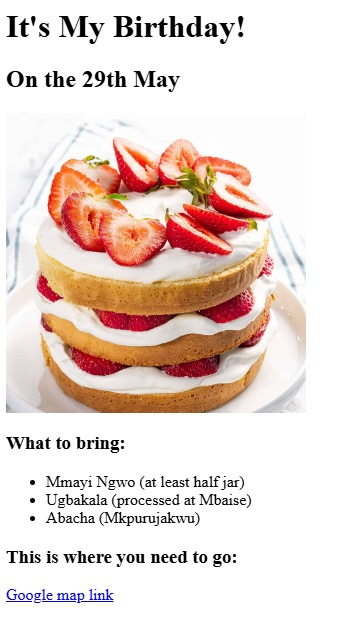 It's My Birthday!
On the 29th May
What to bring:
Mmayi Ngwo (at least half jar)
Ugbakala (processed at Mbaise)
Abacha (Mkpurujakwu)
This is where you need to go:
Google map link